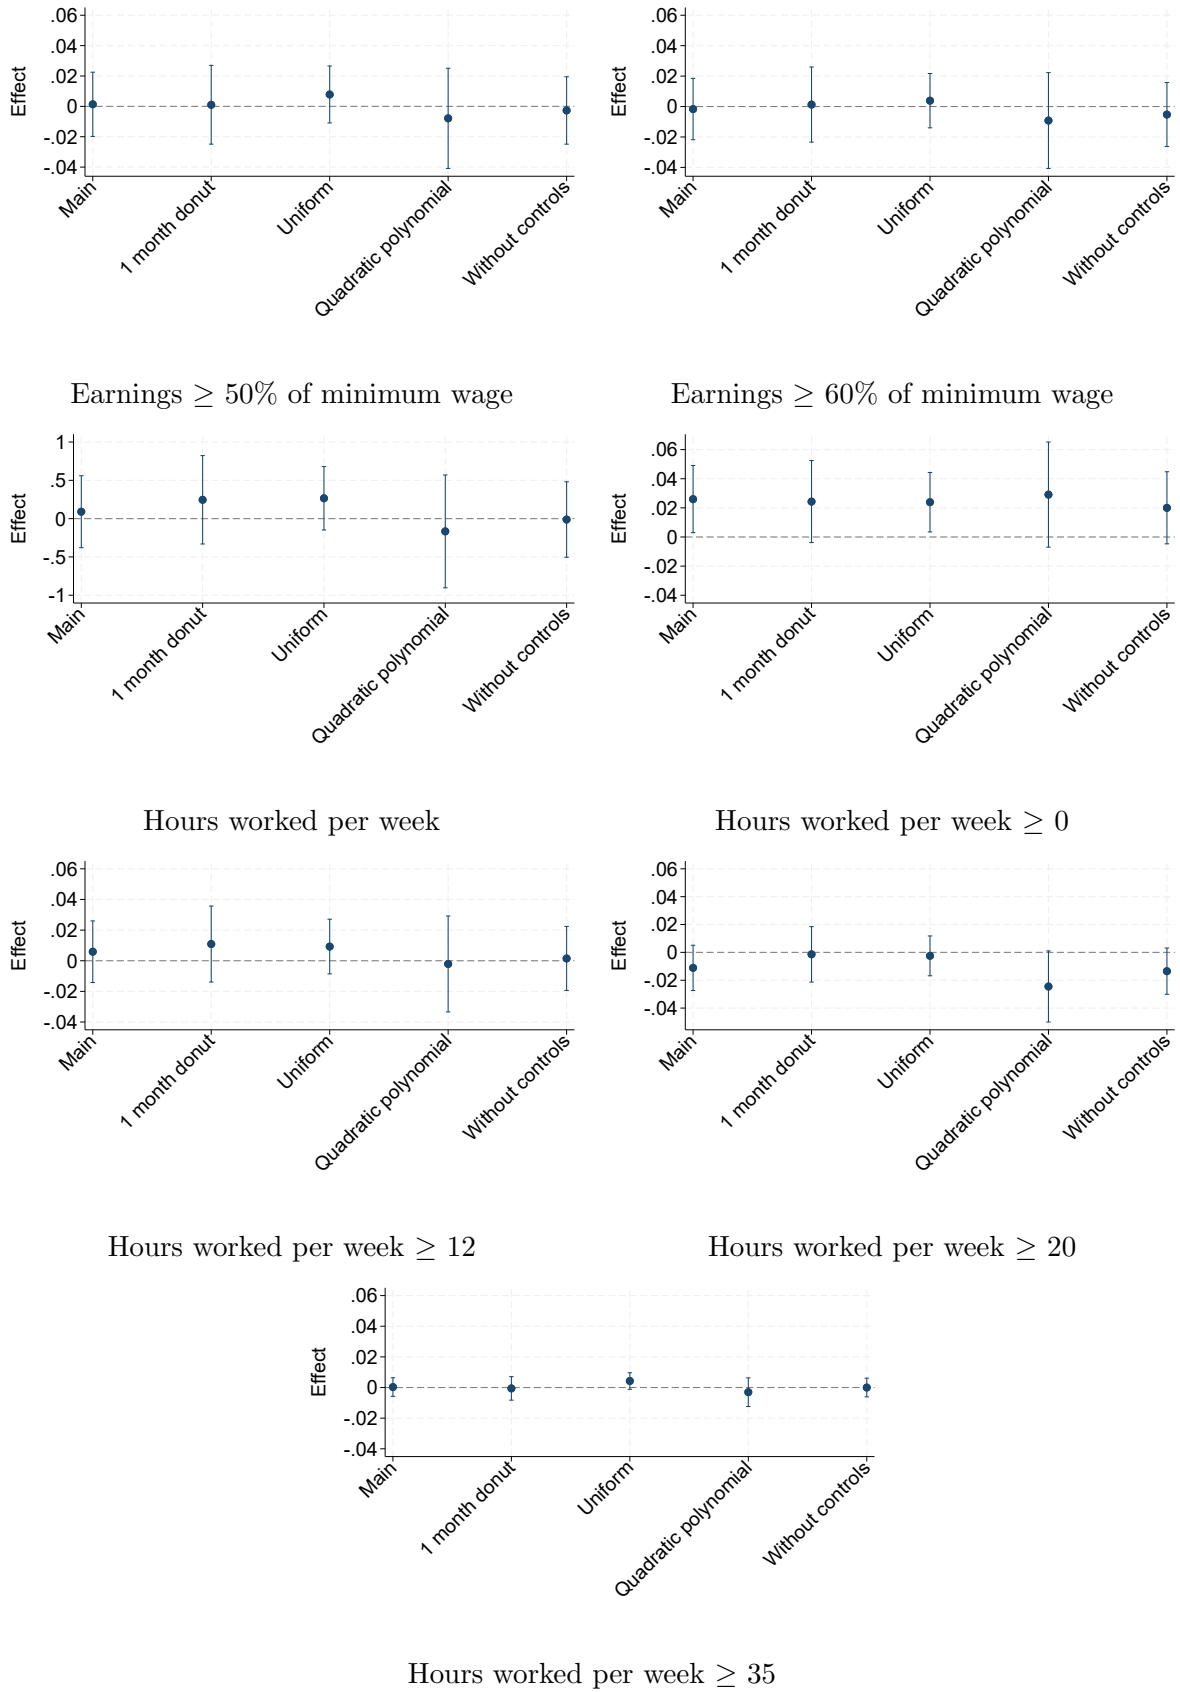 .06
.04
.02
0
-.02
-.04
Effect
Main
1 month donut
Uniform
Quadratic polynomial
Without controls
Earnings ≥ 50% of minimum wage
.06
.04
.02
0
-.02
-.04
Effect
Main
1 month donut
Uniform
Quadratic polynomial
Without controls
Earnings ≥ 60% of minimum wage
1
.5
0
-.5
-1
Effect
Main
1 month donut
Uniform
Quadratic polynomial
Without controls
Hours worked per week
.06
.04
.02
0
-.02
-.04
Effect
Main
1 month donut
Uniform
Quadratic polynomial
Without controls
Hours worked per week ≥ 0
.06
.04
.02
0
-.02
-.04
Effect
Main
1 month donut
Uniform
Quadratic polynomial
Without controls
Hours worked per week ≥ 12
.06
.04
.02
0
-.02
-.04
Effect
Main
1 month donut
Uniform
Quadratic polynomial
Without controls
Hours worked per week ≥ 20
.06
.04
.02
0
-.02
-.04
Effect
Main
1 month donut
Uniform
Quadratic polynomial
Without controls
Hours worked per week ≥ 35